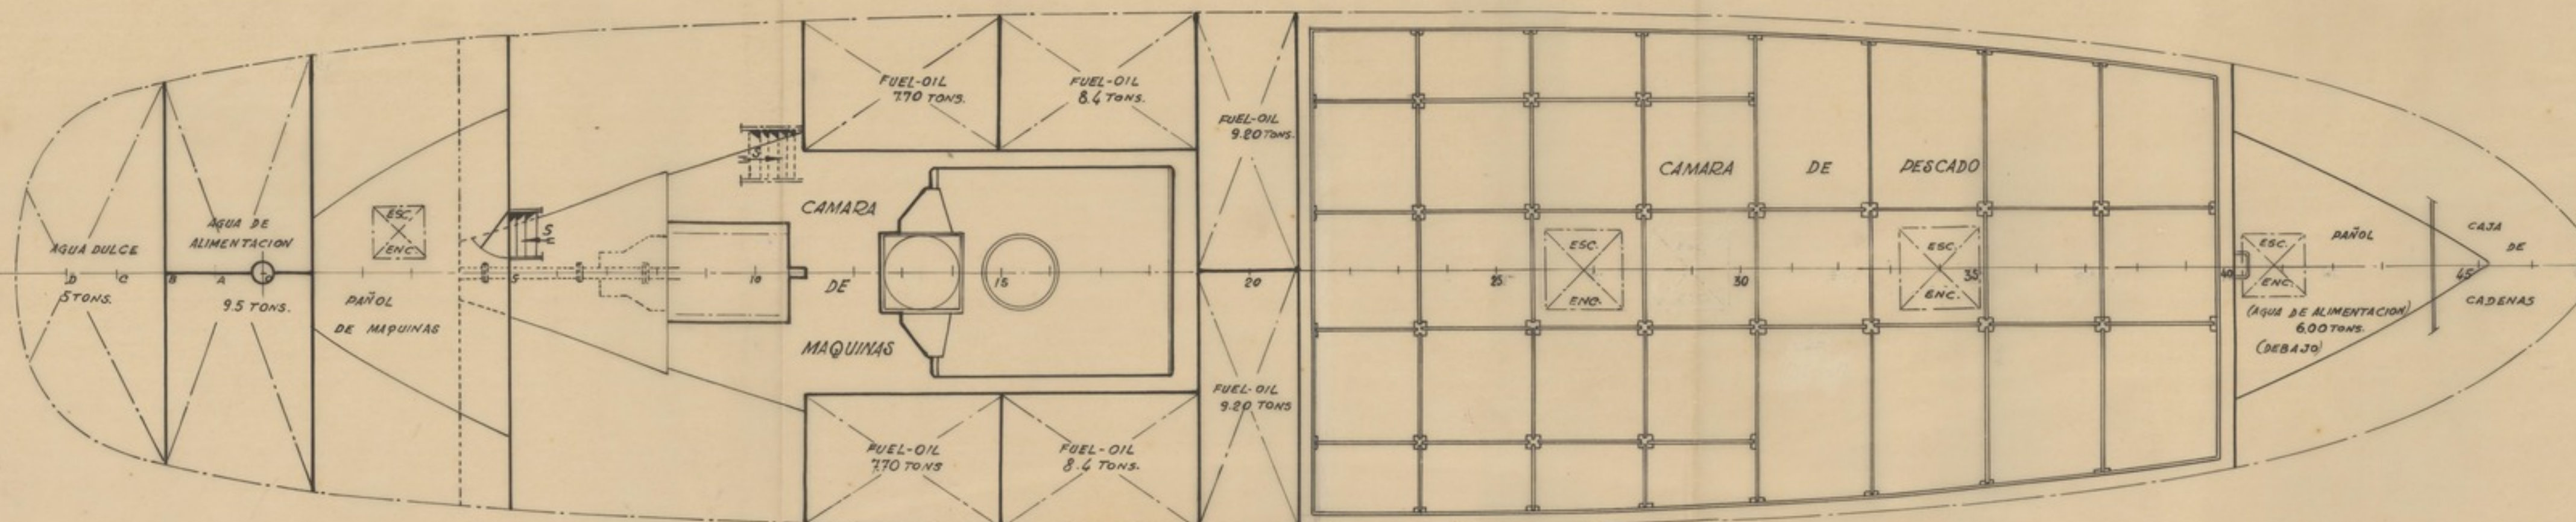 AGUA DULCE
5 TONS.
AGUA DE
ALIMENTACION
9.5 TONS.
D
C
B
A
O
ESC.
ENC.
PAÑOL
DE MAQUINAS
S
5
S
10
CAMARA
DE
MAQUINAS
15
FUEL-OIL
7.70 TONS.
FUEL-OIL
8.4 TONS.
FUEL-OIL
7.70 TONS
FUEL-OIL
8.4 TONS.
FUEL-OIL
9.20 TONS.
20
FUEL-OIL
9.20 TONS
CAMARA DE PESCADO
25
ESC.
ENC.
30
ESC.
35
ENC.
40
ESC.
ENC.
PAÑOL
(AGUA DE ALIMENTACION)
6.00 TONS.
(DEBAJO)
45
CAJA
DE
CADENAS